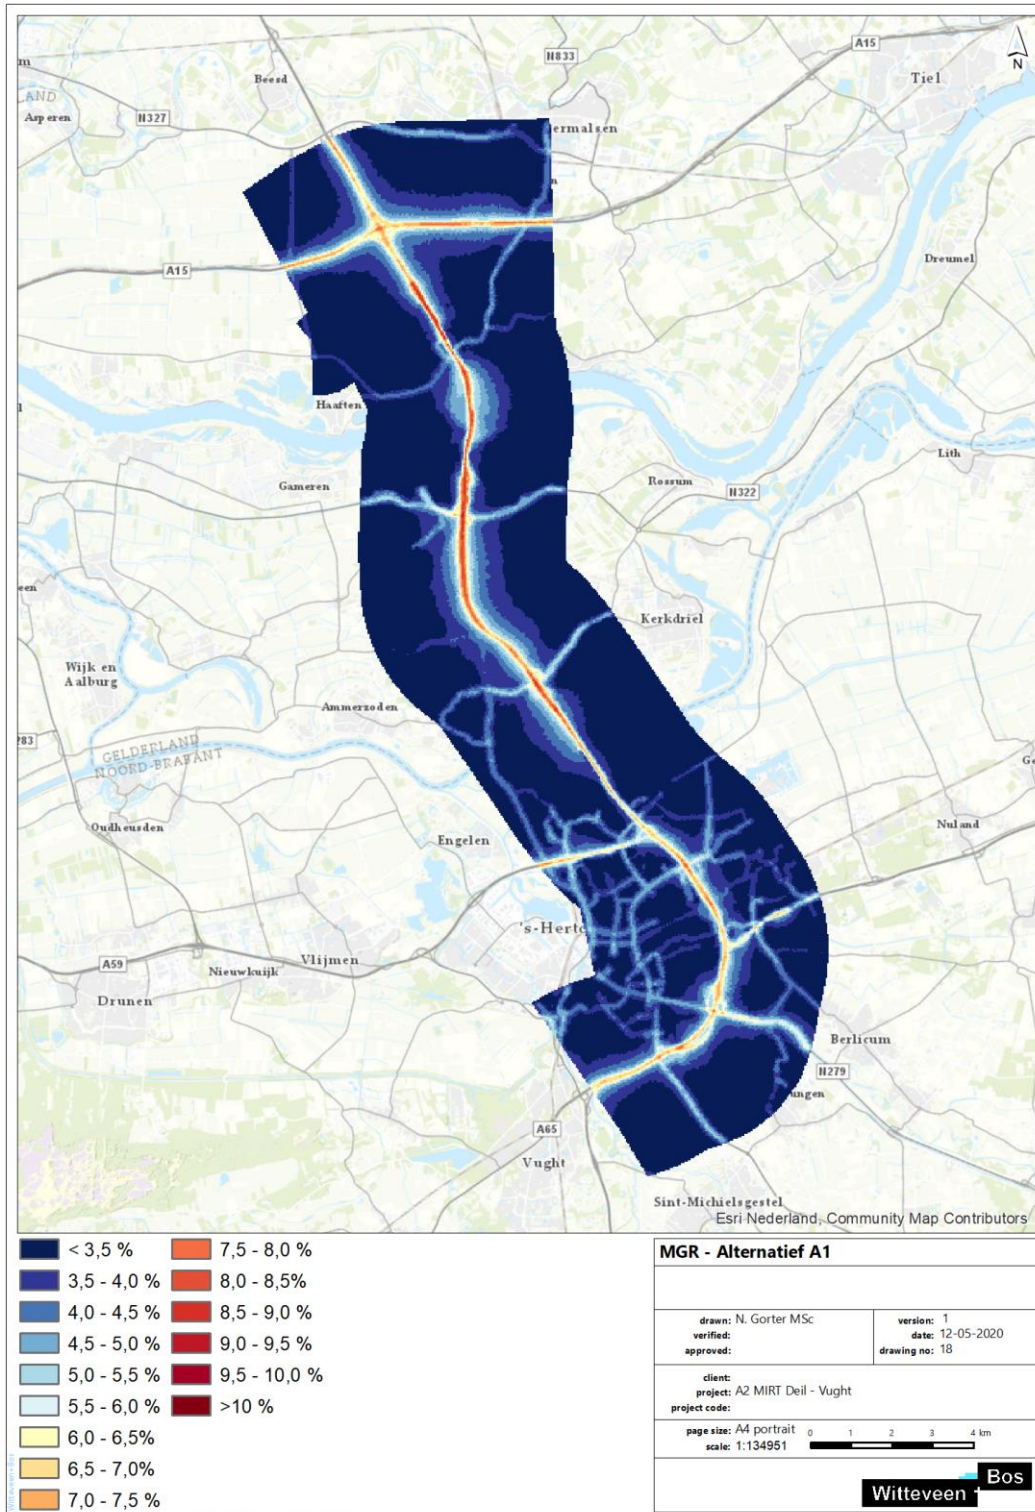 A15
N833
N
Beesd
Tiel
m
LAND
Asperen
N327
ermalsen
n
Dreumel
A15
Haaften
l
Lith
Gameren
Rossum
N322
een
Kerkdriel
Wijk en
Aalburg
Ammerzoden
283
GELDERLAND
NOORD-BRABANT
Ge
Oudheusden
Engelen
Nuland
's-Herto
A59
Vlijmen
Nieuwkuijk
Drunen
Berlicum
N279
ungen
A65
Vught
Sint-Michielsgestel
Esri Nederland, Community Map Contributors
< 3,5 %
3,5 - 4,0 %
4,0 - 4,5 %
4,5 - 5,0 %
5,0 - 5,5 %
5,5 - 6,0 %
6,0 - 6,5%
6,5 - 7,0%
7,0 - 7,5 %
7,5 - 8,0 %
8,0 - 8,5%
8,5 - 9,0 %
9,0 - 9,5 %
9,5 - 10,0 %
>10 %
MGR - Alternatief A1
drawn: N. Gorter MSc
verified:
approved:
version: 1
date: 12-05-2020
drawing no: 18
client:
project: A2 MIRT Deil - Vught
project code:
page size: A4 portrait
scale: 1:134951
0 1 2 3 4 km
Witteveen + Bos
Witteveen+Bos